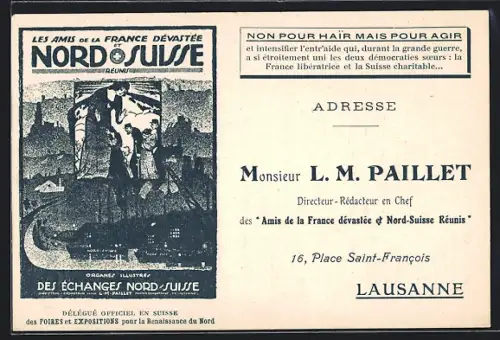 LES AMIS DE LA FRANCE DÉVASTÉE
ET
NORD SUISSE
RÉUNIS
ORGANES ILLUSTRÉS
DES ÉCHANGES NORD-SUISSE
L-M-PAILLET
DÉLÉGUÉ OFFICIEL EN SUISSE
des FOIRES et EXPOSITIONS pour la Renaissance du Nord
NON POUR HAÏR MAIS POUR AGIR
et intensifier l'entr'aide qui, durant la grande guerre,
a si étroitement uni les deux démocraties sœurs : la
France libératrice et la Suisse charitable...
ADRESSE
Monsieur L. M. PAILLET
Directeur-Rédacteur en Chef
des "Amis de la France dévastée & Nord-Suisse Réunis"
16, Place Saint-François
LAUSANNE